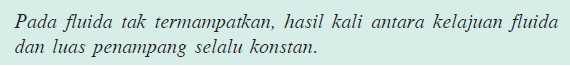 Pada fluida tak termampatkan, hasil kali antara kelajuan fluida
dan luas penampang selalu konstan.